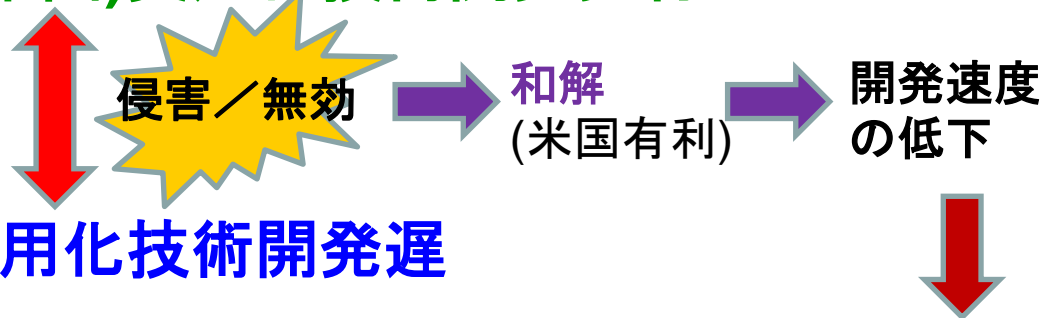 侵害／無効
和解
(米国有利)
開発速度
の低下
用化技術開発遅